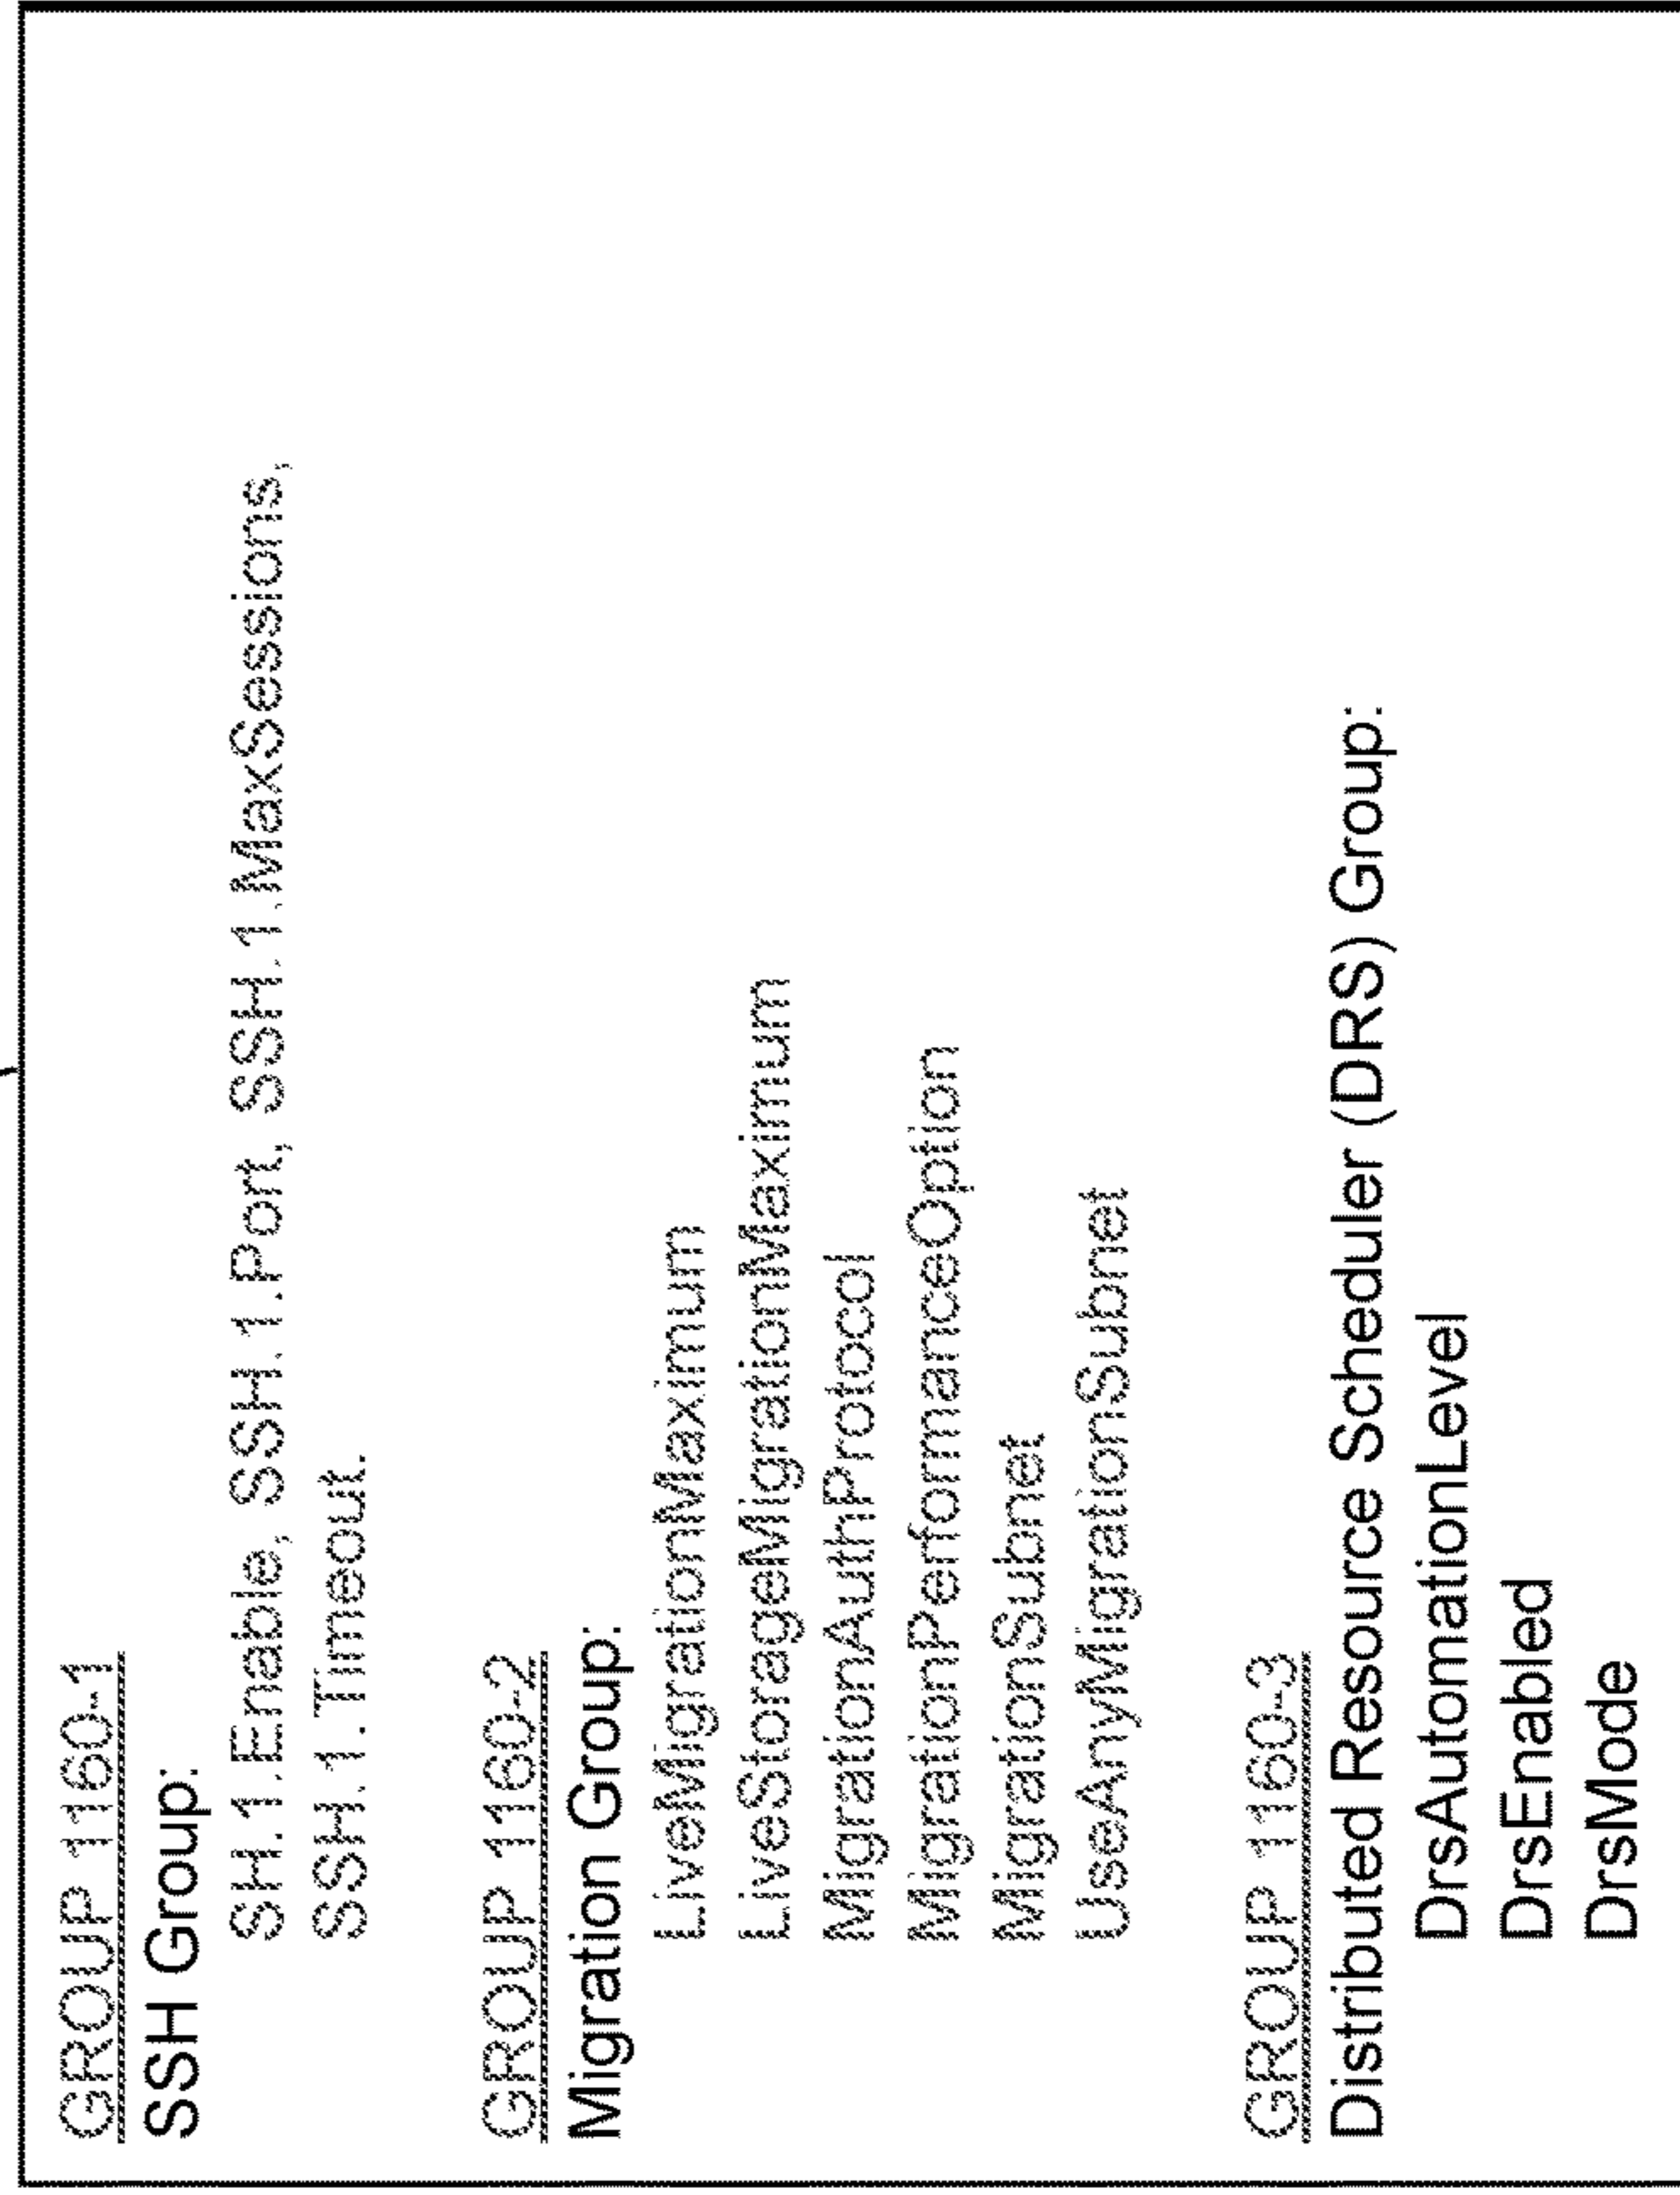 GROUP 1160-1
SSH Group:
SH.1.Enable, SSH.1.Port, SSH.1.MaxSessions,
SSH.1.Timeout.
GROUP 1160-2
Migration Group:
LiveMigrationMaximum
LiveStorageMigrationMaximum
MigrationAuthProtocol
MigrationPerformanceOption
MigrationSubnet
UseAnyMigrationSubnet
GROUP 1160-3
Distributed Resource Scheduler (DRS) Group:
DrsAutomationLevel
DrsEnabled
DrsMode